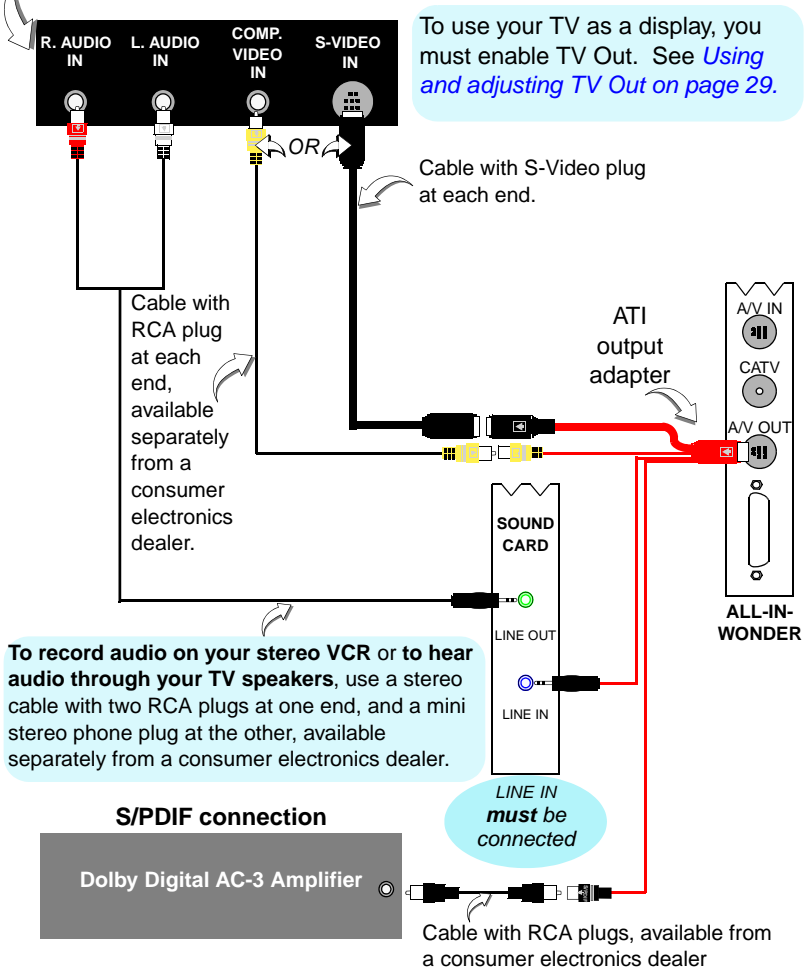 R. AUDIO
IN
L. AUDIO
IN
COMP.
VIDEO
IN
S-VIDEO
IN
To use your TV as a display, you
must enable TV Out. See Using
and adjusting TV Out on page 29.
OR
Cable with S-Video plug
at each end.
Cable with
RCA plug
at each
end,
available
separately
from a
consumer
electronics
dealer.
ATI
output
adapter
A/V IN
CATV
A/V OUT
ALL-IN-
WONDER
SOUND
CARD
LINE OUT
LINE IN
To record audio on your stereo VCR or to hear
audio through your TV speakers, use a stereo
cable with two RCA plugs at one end, and a mini
stereo phone plug at the other, available
separately from a consumer electronics dealer.
LINE IN
must be
connected
S/PDIF connection
Dolby Digital AC-3 Amplifier
Cable with RCA plugs, available from
a consumer electronics dealer